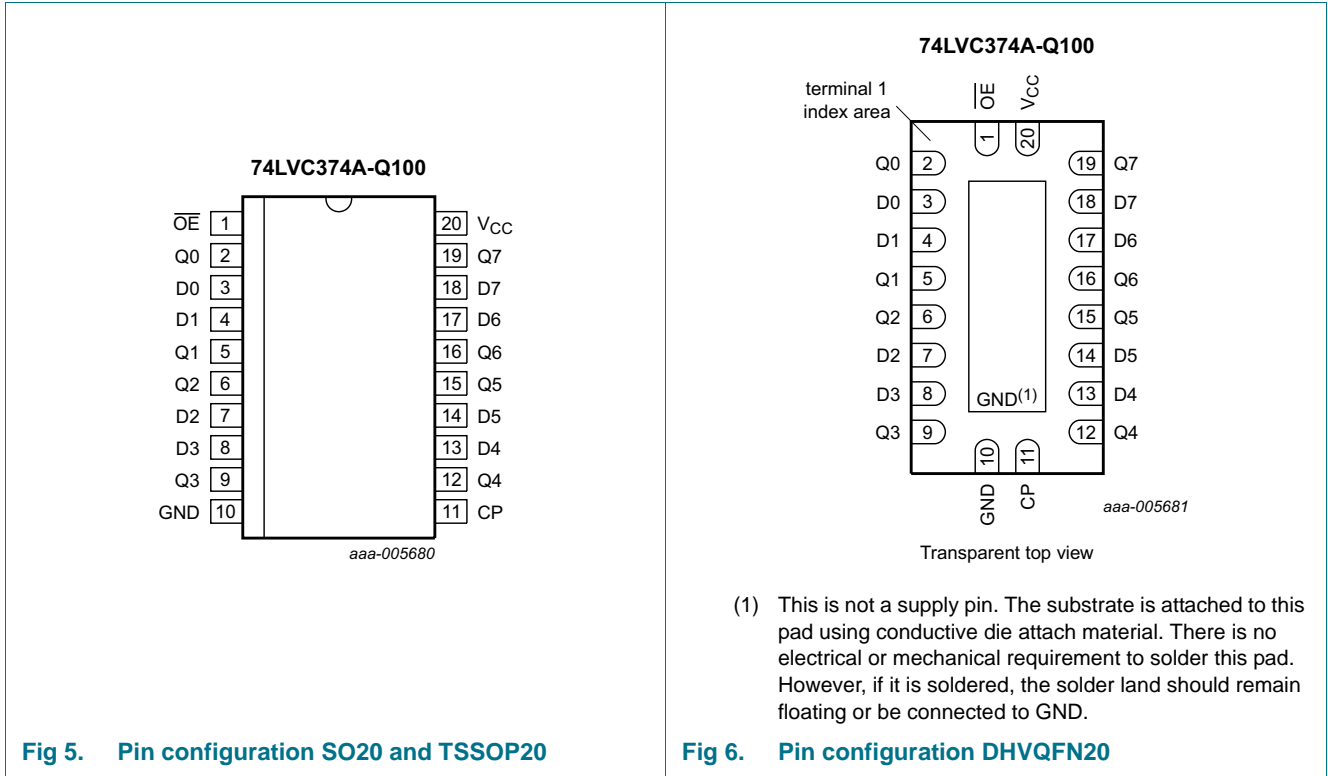 74LVC374A-Q100
OE 1 20 VCC
Q0 2 19 Q7
D0 3 18 D7
D1 4 17 D6
Q1 5 16 Q6
Q2 6 15 Q5
D2 7 14 D5
D3 8 13 D4
Q3 9 12 Q4
GND 10 11 CP
aaa-005680
Fig 5. Pin configuration SO20 and TSSOP20
74LVC374A-Q100
terminal 1
index area
OE VCC
1 20
Q0 2 19 Q7
D0 3 18 D7
D1 4 17 D6
Q1 5 16 Q6
Q2 6 15 Q5
D2 7 14 D5
D3 8 GND(1) 13 D4
Q3 9 12 Q4
10 11
GND CP
aaa-005681
Transparent top view
(1) This is not a supply pin. The substrate is attached to this
pad using conductive die attach material. There is no
electrical or mechanical requirement to solder this pad.
However, if it is soldered, the solder land should remain
floating or be connected to GND.
Fig 6. Pin configuration DHVQFN20